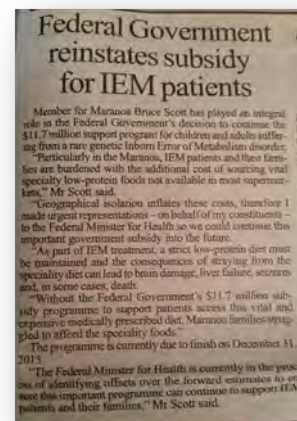 Federal Government
reinstates subsidy
for IEM patients
Member for Maranoa Bruce Scott has played an integral
role in the Federal Government's decision to continue the
$11.7 million support program for children and adults suffer-
ing from a rare genetic Inborn Error of Metabolism disorder.
"Particularly in the Maranoa, IEM patients and their fami-
lies are burdened with the additional cost of sourcing vital
specialty low-protein foods not available in most supermar-
kets," Mr Scott said.
"Geographical isolation inflates these costs, therefore I
made urgent representations – on behalf of my constituents –
to the Federal Minister for Health so we could continue this
important government subsidy into the future.
"As part of IEM treatment, a strict low-protein diet must
be maintained and the consequences of straying from the
speciality diet can lead to brain damage, liver failure, seizures
and, in some cases, death.
"Without the Federal Government's $11.7 million sub-
sidy programme to support patients access this vital and
expensive medically prescribed diet, Maranoa families strug-
gled to afford the speciality foods."
The programme is currently due to finish on December 31
2015.
"The Federal Minister for Health is currently in the proc
ess of identifying offsets over the forward estimates to en
sure this important programme can continue to support IEM
patients and their families," Mr Scott said.